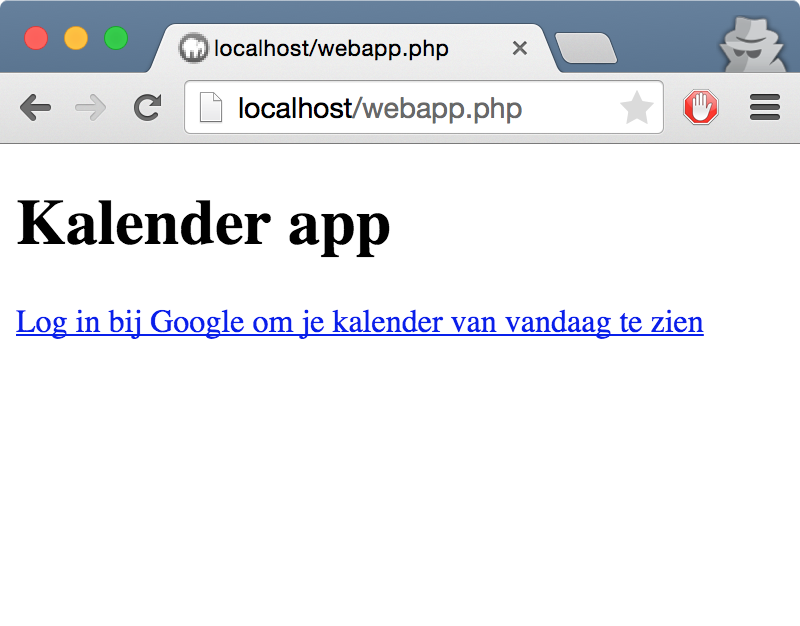 localhost/webapp.php
localhost/webapp.php
Kalender app
Log in bij Google om je kalender van vandaag te zien